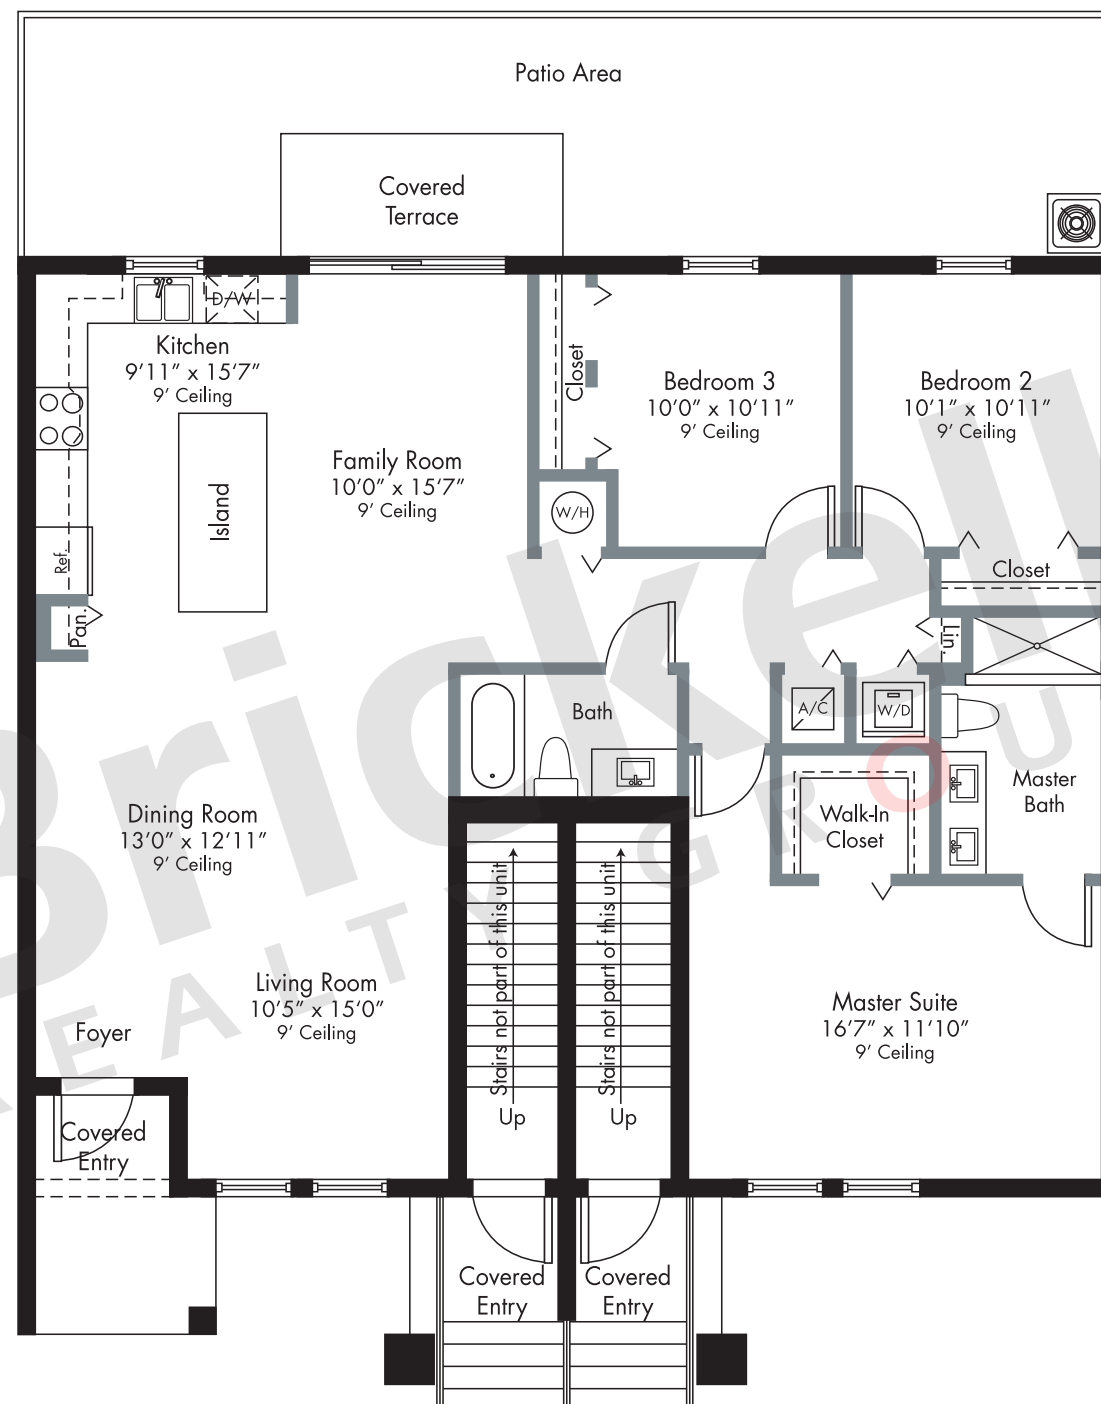 Patio Area
Covered
Terrace
D/W
Kitchen
9'11" x 15'7"
9' Ceiling
Closet
Bedroom 3
10'0" x 10'11"
9' Ceiling
Bedroom 2
10'1" x 10'11"
9' Ceiling
Family Room
10'0" x 15'7"
9' Ceiling
Island
W/H
Ref.
Closet
Pan.
Lin.
Bath
A/C
W/D
Master
Bath
Walk-In
Closet
Dining Room
13'0" x 12'11"
9' Ceiling
Stairs not part of this unit
Stairs not part of this unit
Living Room
10'5" x 15'0"
9' Ceiling
Master Suite
16'7" x 11'10"
9' Ceiling
Foyer
Up
Up
Covered
Entry
Covered
Entry
Covered
Entry
Brickell
REALTY GROU